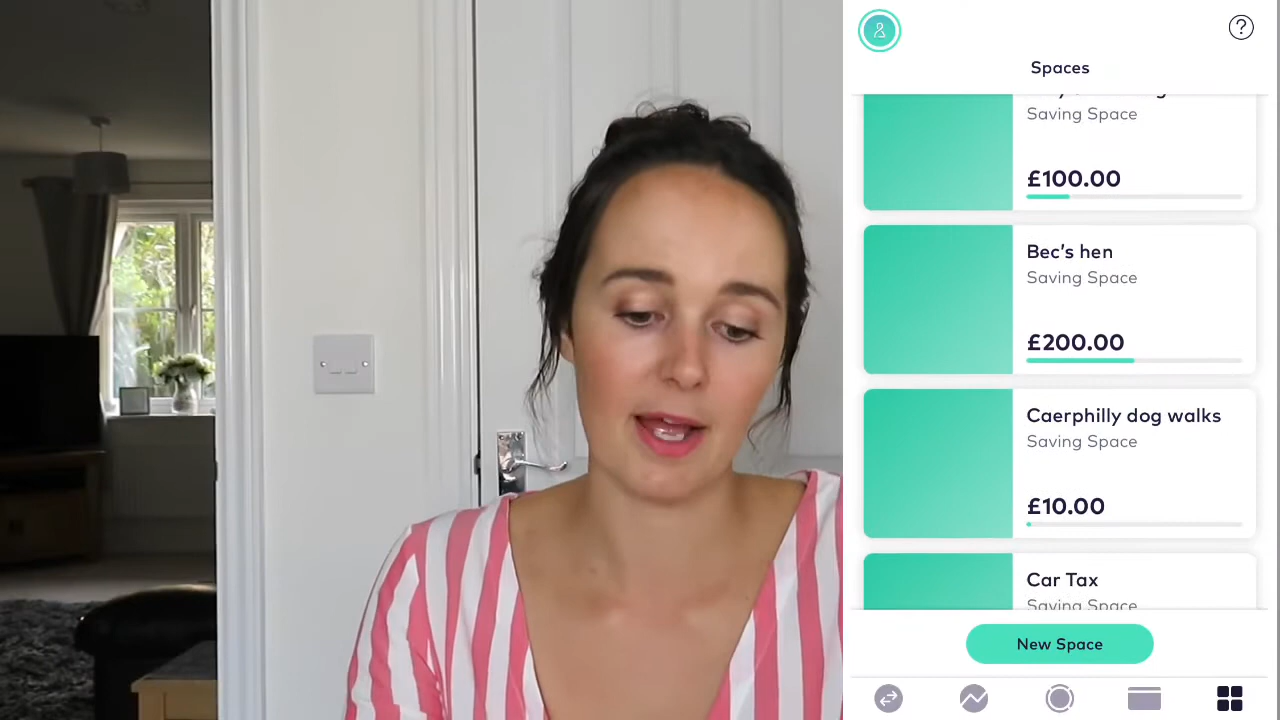 Spaces
Saving Space
£100.00
Bec's hen
Saving Space
£200.00
Caerphilly dog walks
Saving Space
£10.00
Car Tax
Saving Space
New Space